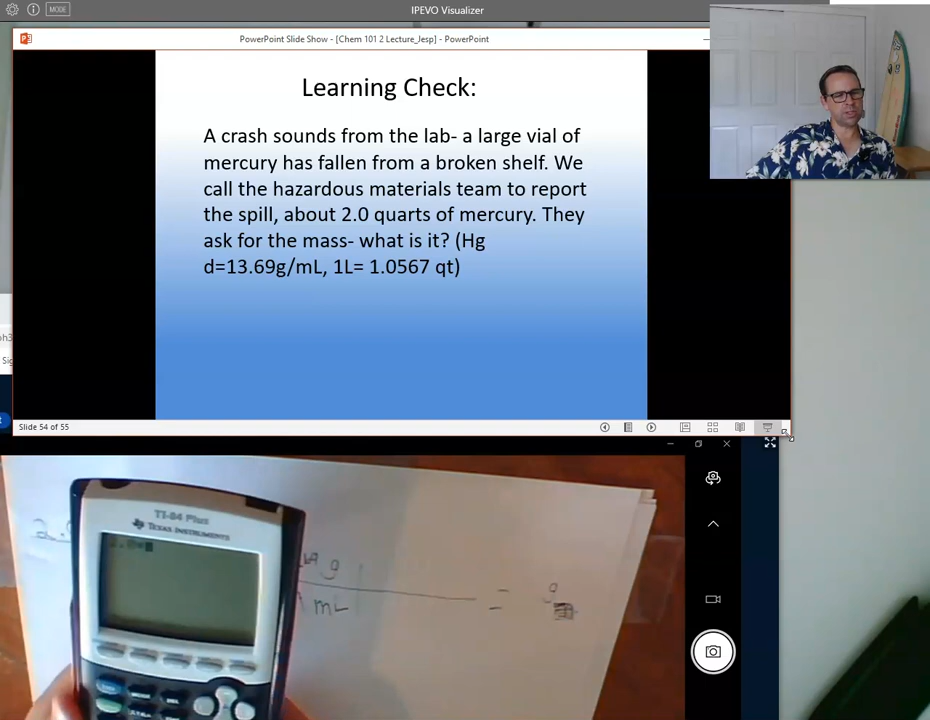 MODE
IPEVO Visualizer
PowerPoint Slide Show - [Chem 101 2 Lecture_Jesp] - PowerPoint
Learning Check:
A crash sounds from the lab- a large vial of
mercury has fallen from a broken shelf. We
call the hazardous materials team to report
the spill, about 2.0 quarts of mercury. They
ask for the mass- what is it? (Hg
d=13.69g/mL, 1L= 1.0567 qt)
Slide 54 of 55
TI-84 Plus
TEXAS INSTRUMENTS
g
mL
= g